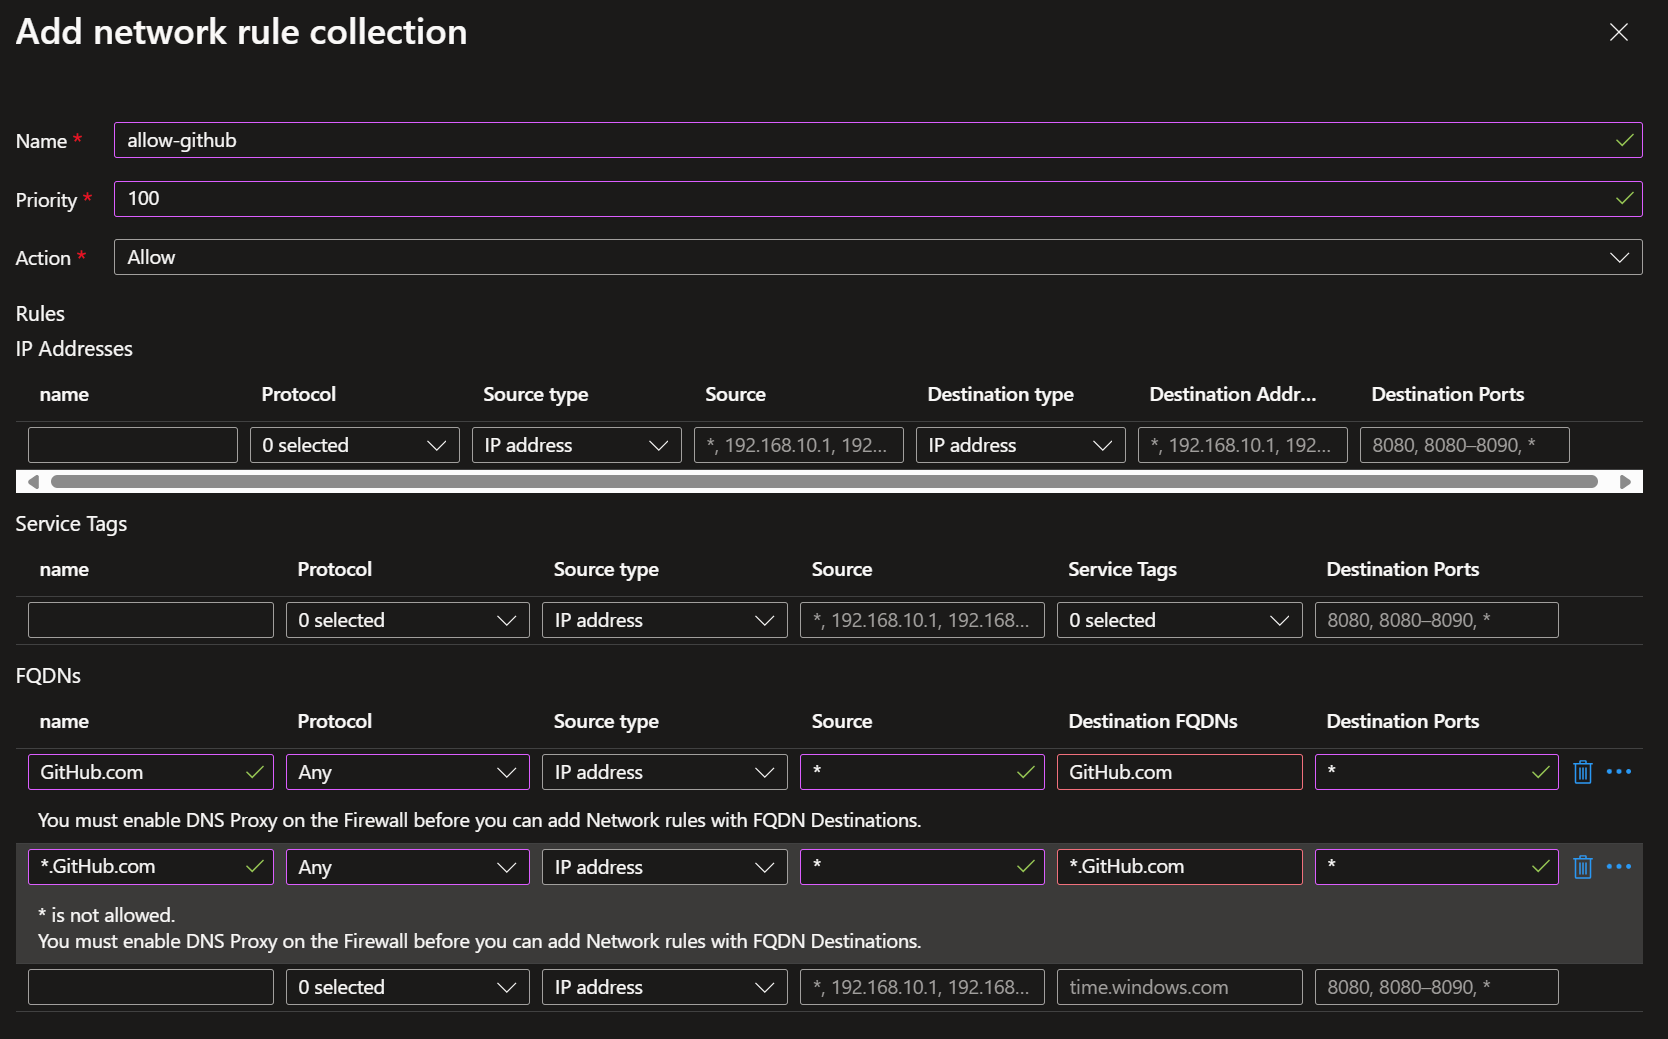 Add network rule collection
Name *
allow-github
Priority *
100
Action *
Allow
Rules
IP Addresses
name Protocol Source type Source Destination type Destination Addr... Destination Ports
0 selected IP address *, 192.168.10.1, 192... IP address *, 192.168.10.1, 192... 8080, 8080–8090, *
Service Tags
name Protocol Source type Source Service Tags Destination Ports
0 selected IP address *, 192.168.10.1, 192.168... 0 selected 8080, 8080–8090, *
FQDNs
name Protocol Source type Source Destination FQDNs Destination Ports
GitHub.com Any IP address * GitHub.com *
You must enable DNS Proxy on the Firewall before you can add Network rules with FQDN Destinations.
*.GitHub.com Any IP address * *.GitHub.com *
* is not allowed.
You must enable DNS Proxy on the Firewall before you can add Network rules with FQDN Destinations.
0 selected IP address *, 192.168.10.1, 192.168... time.windows.com 8080, 8080–8090, *